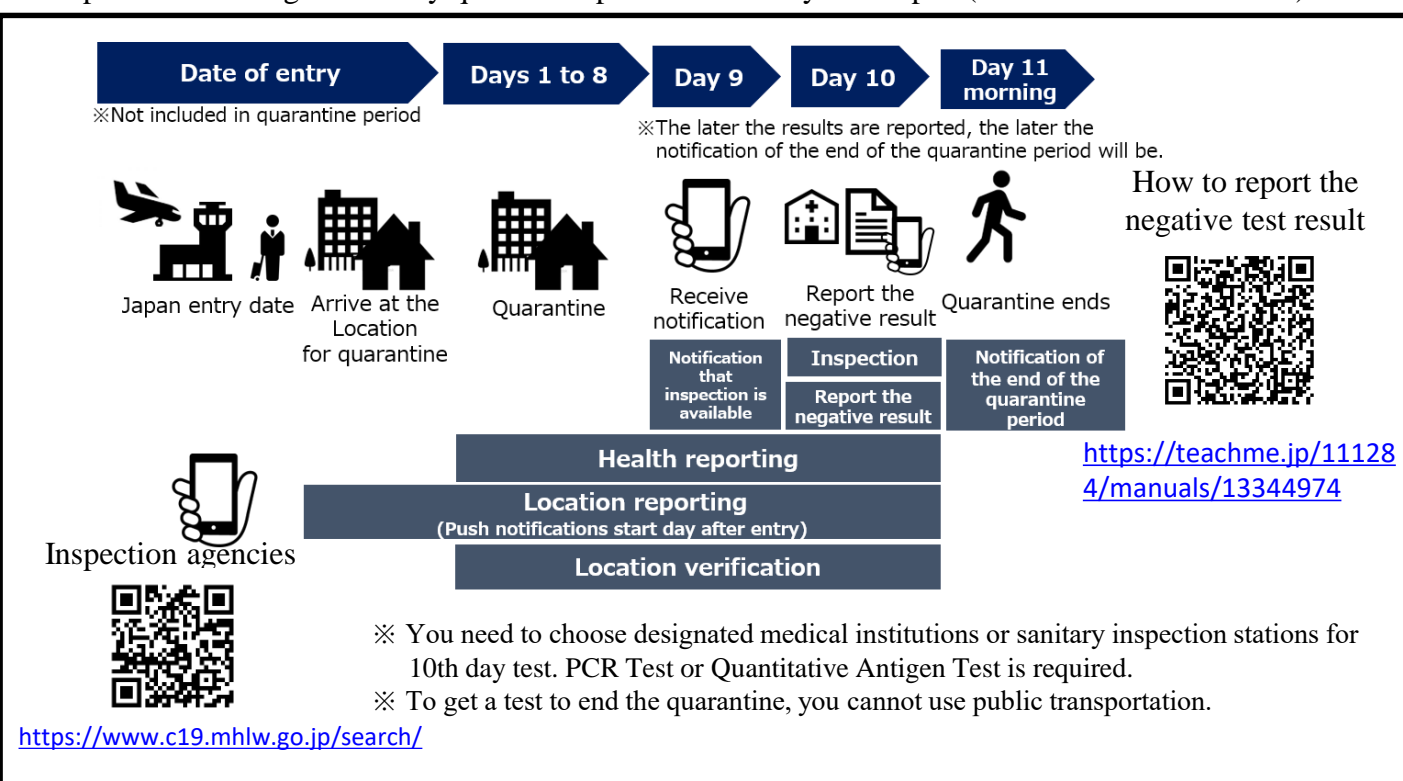 Date of entry
Days 1 to 8
Day 9
Day 10
Day 11
morning
※Not included in quarantine period
※The later the results are reported, the later the
notification of the end of the quarantine period will be.
How to report the
negative test result
Japan entry date
Arrive at the
Location
for quarantine
Quarantine
Receive
notification
Report the
negative result
Quarantine ends
Notification
that
inspection is
available
Inspection
Report the
negative result
Notification of
the end of the
quarantine
period
https://teachme.jp/11128
4/manuals/13344974
Health reporting
Location reporting
(Push notifications start day after entry)
Location verification
Inspection agencies
※ You need to choose designated medical institutions or sanitary inspection stations for
10th day test. PCR Test or Quantitative Antigen Test is required.
※ To get a test to end the quarantine, you cannot use public transportation.
https://www.c19.mhlw.go.jp/search/